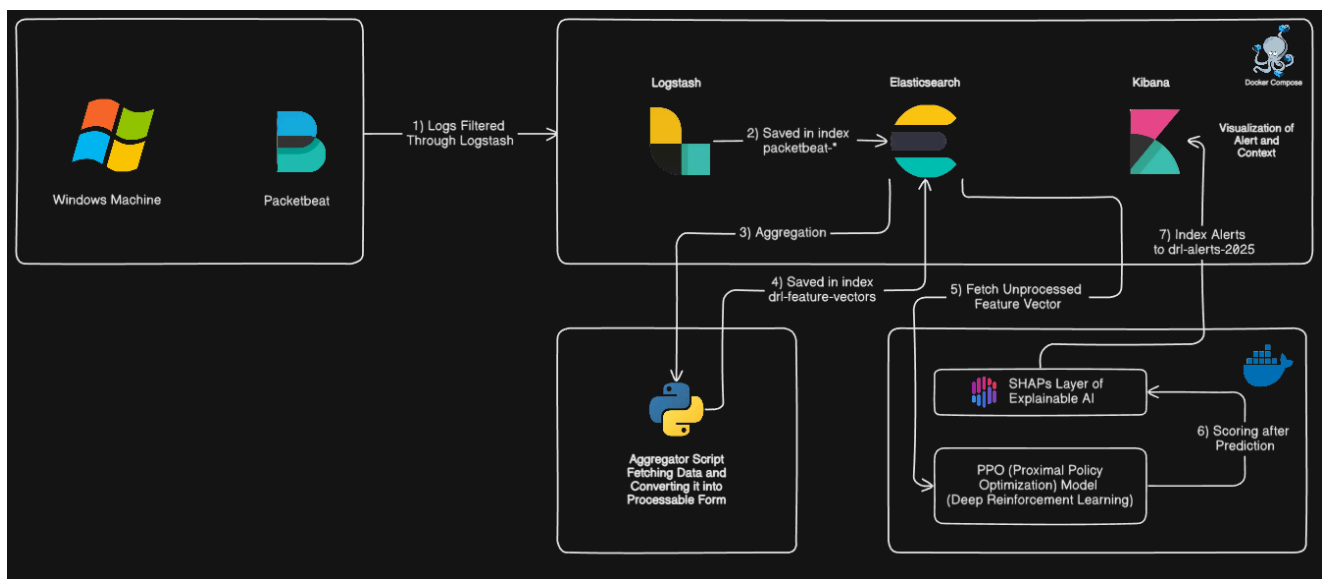 Windows Machine
Packetbeat
1) Logs Filtered
Through Logstash
Docker Compose
Logstash
Elasticsearch
Kibana
2) Saved in index
packetbeat-*
Visualization of
Alert and
Context
3) Aggregation
4) Saved in index
drl-feature-vectors
5) Fetch Unprocessed
Feature Vector
7) Index Alerts
to drl-alerts-2025
Aggregator Script
Fetching Data and
Converting it into
Processable Form
SHAPs Layer of
Explainable AI
6) Scoring after
Prediction
PPO (Proximal Policy
Optimization) Model
(Deep Reinforcement Learning)